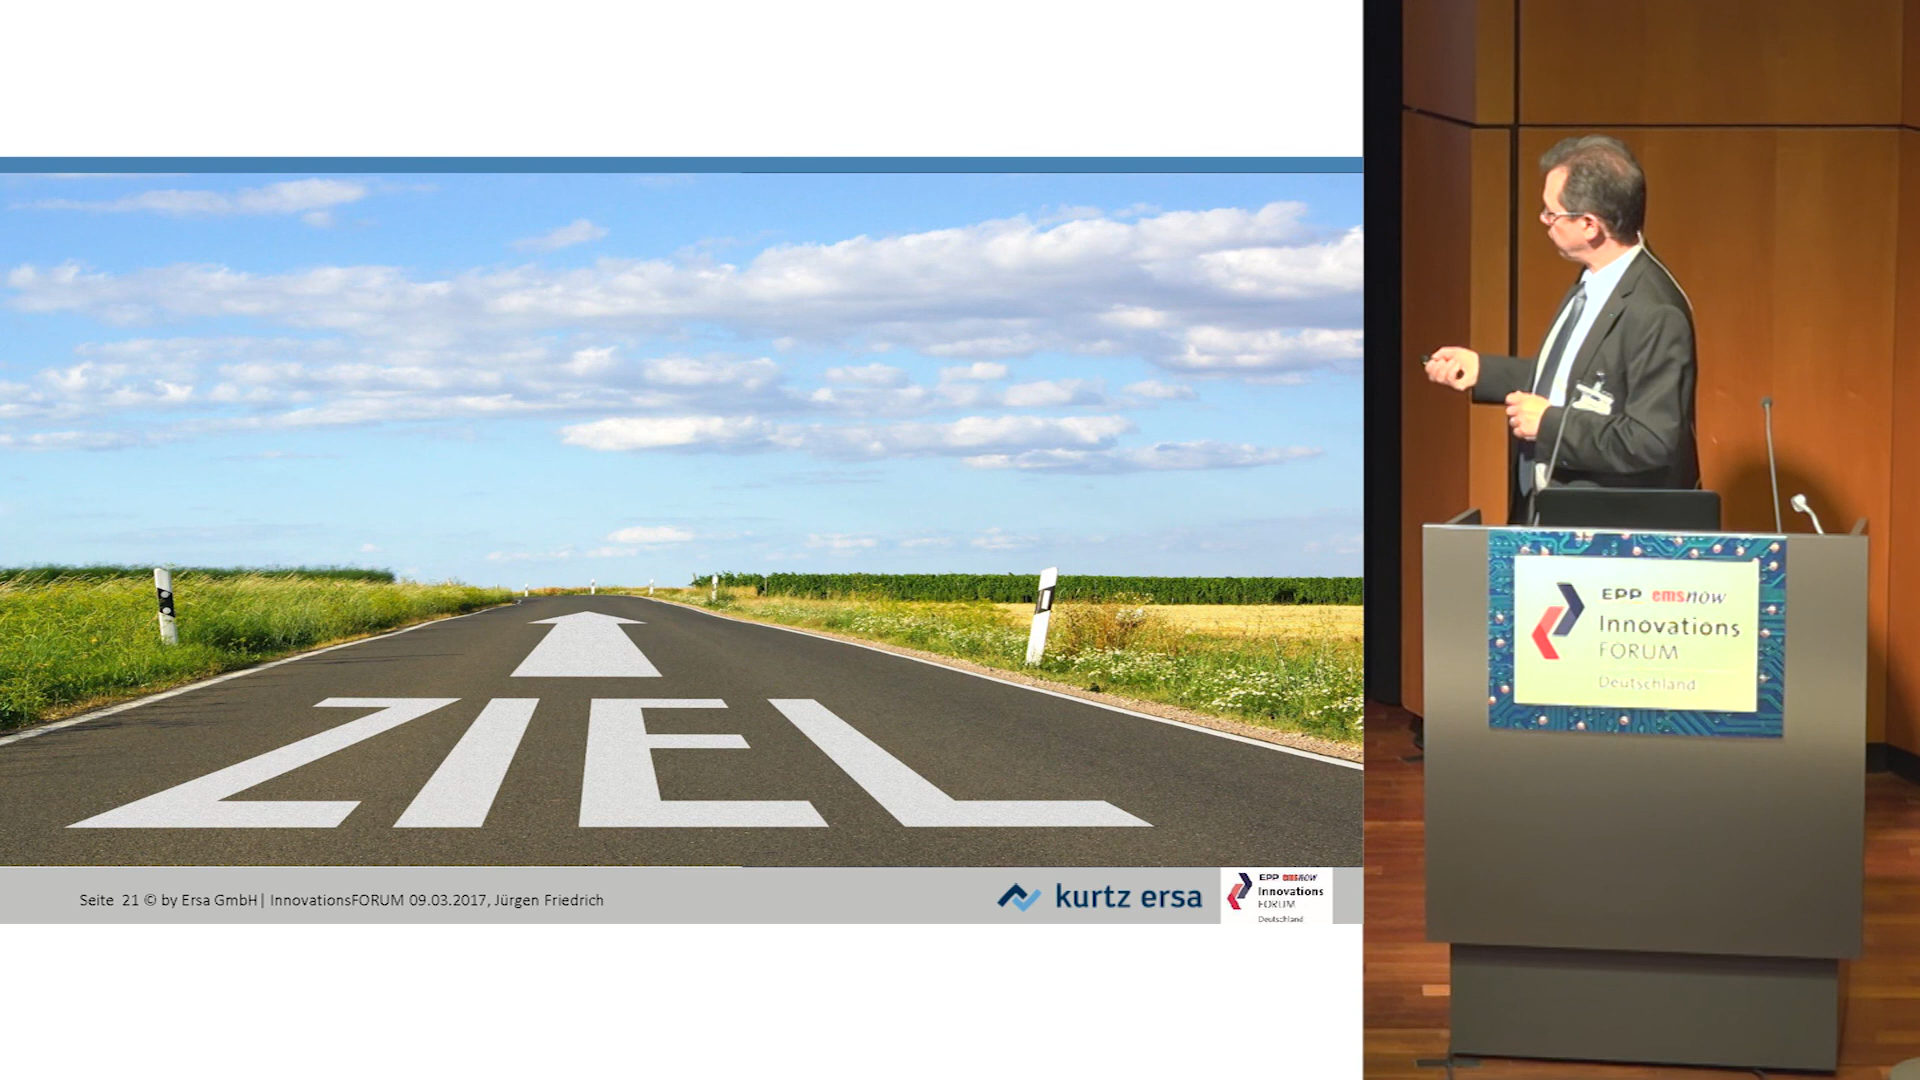 ZIEL
Seite 21 © by Ersa GmbH| InnovationsFORUM 09.03.2017, Jürgen Friedrich
kurtz ersa
EPP emsnow
Innovations
FORUM
Deutschland
EPP emsnow
Innovations
FORUM
Deutschland